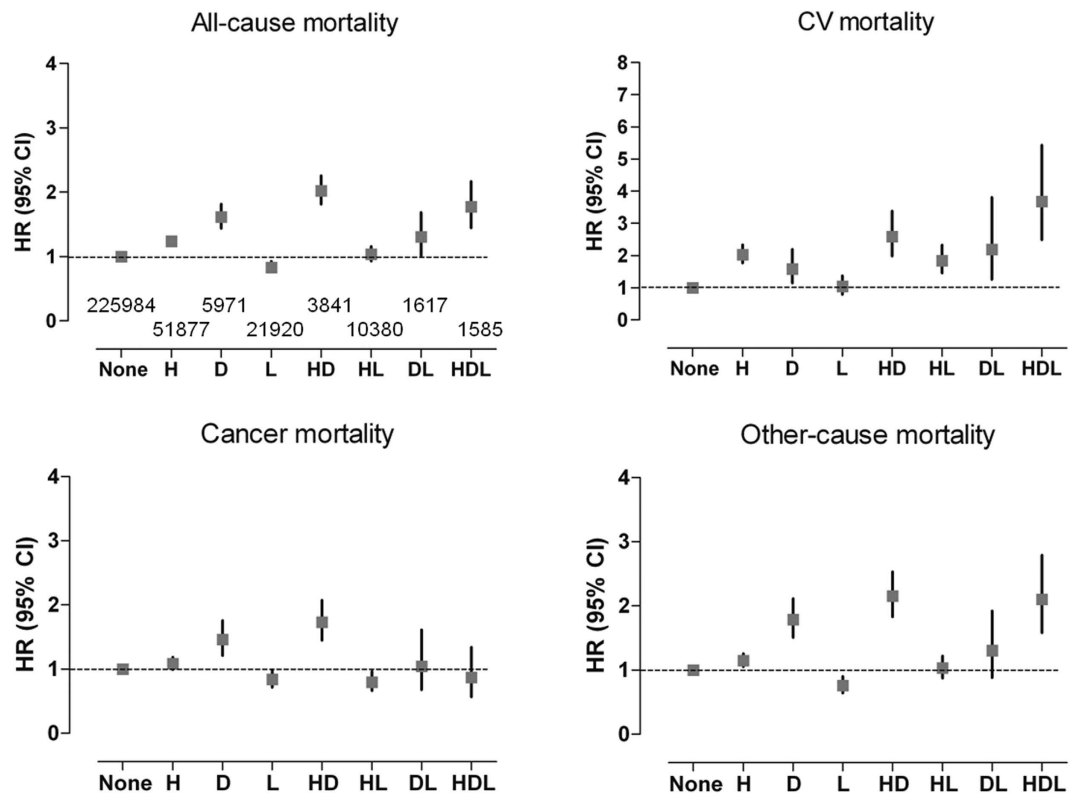 All-cause mortality
HR (95% CI)
4
3
2
1
0
225984 5971 3841 1617
51877 21920 10380 1585
None H D L HD HL DL HDL
CV mortality
HR (95% CI)
8
7
6
5
4
3
2
1
0
None H D L HD HL DL HDL
Cancer mortality
HR (95% CI)
4
3
2
1
0
None H D L HD HL DL HDL
Other-cause mortality
HR (95% CI)
4
3
2
1
0
None H D L HD HL DL HDL